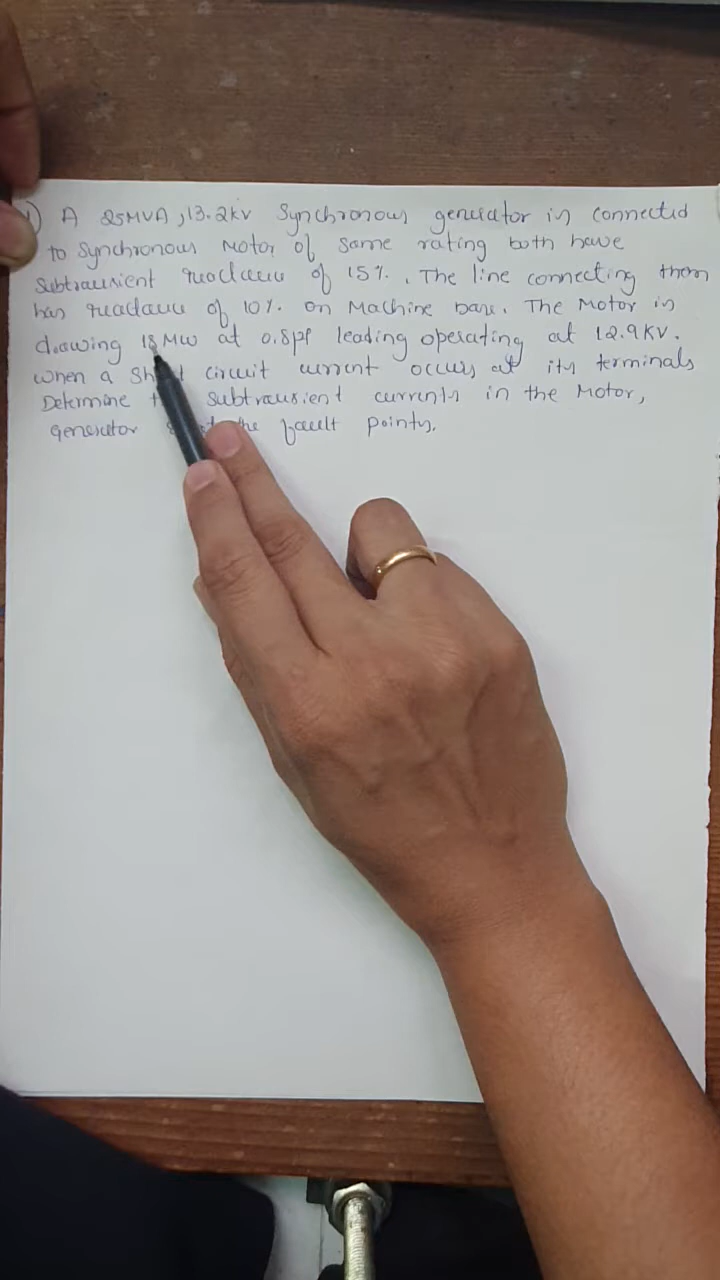 1) A 25MVA, 13.2kV Synchronous generator is connected
to Synchronous Motor of same rating both have
Subtransient reactance of 15%. The line connecting them
has reactance of 10% on Machine base. The Motor is
drawing 18MW at 0.8pf leading operating at 12.9KV.
when a circuit current occurs at its terminals
Determine subtransient currents in the Motor,
generator the fault points.